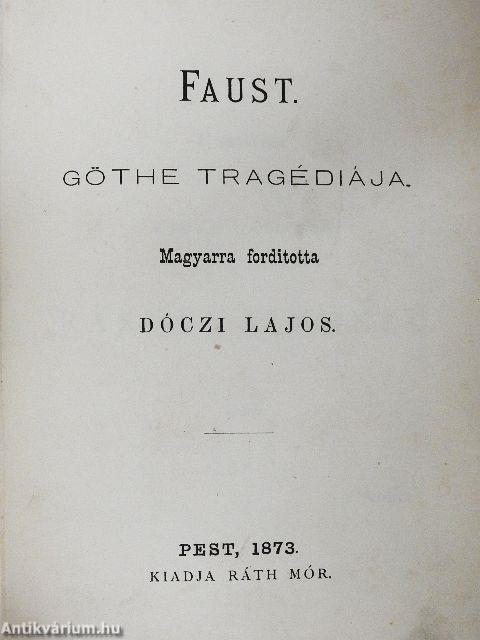 FAUST.
GÖTHE TRAGÉDIÁJA.
Magyarra forditotta
DÓCZI LAJOS.
PEST, 1873.
KIADJA RÁTH MÓR.
Antikvárium.hu